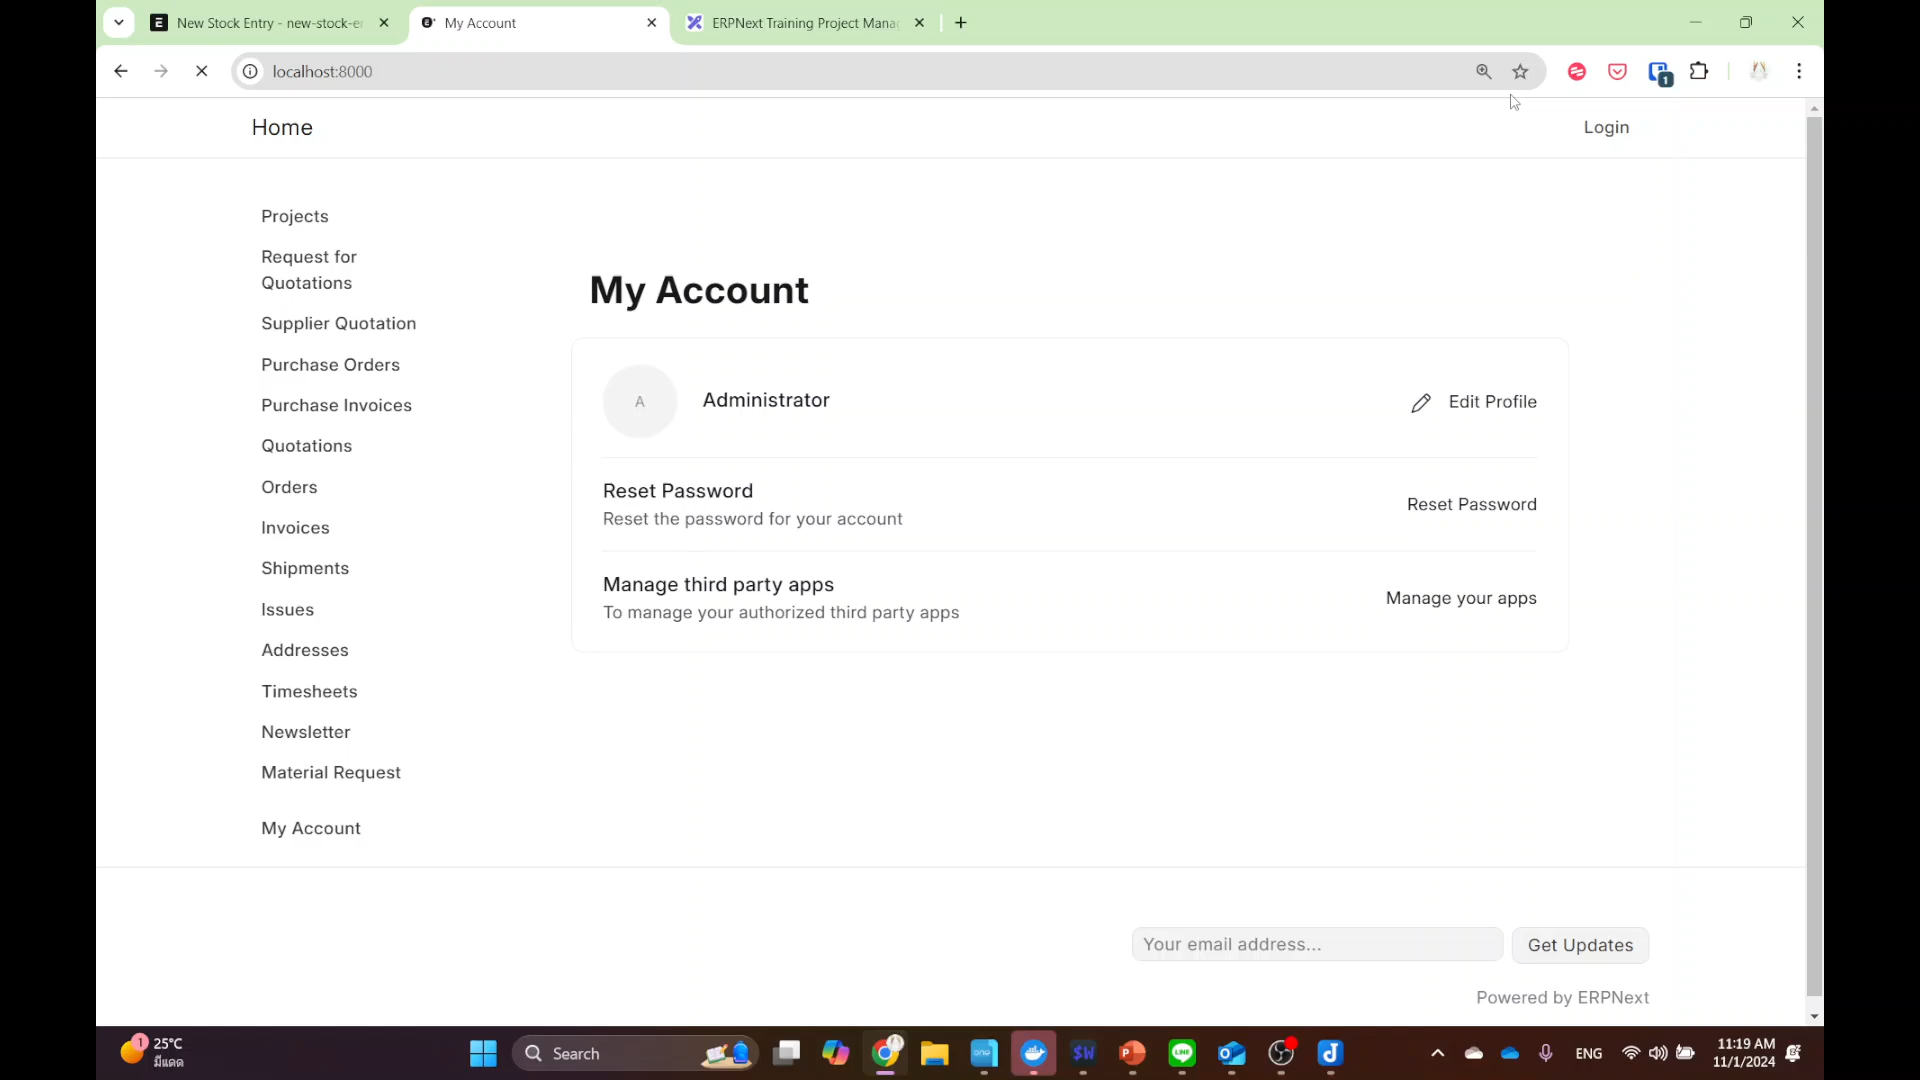 New Stock Entry - new-stock-e
My Account
ERPNext Training Project Mana
localhost:8000
1
Home
Login
Projects
Request for
Quotations
Supplier Quotation
Purchase Orders
Purchase Invoices
Quotations
Orders
Invoices
Shipments
Issues
Addresses
Timesheets
Newsletter
Material Request
My Account
My Account
A
Administrator
Edit Profile
Reset Password
Reset the password for your account
Reset Password
Manage third party apps
To manage your authorized third party apps
Manage your apps
Your email address...
Get Updates
Powered by ERPNext
1
25°C
มีแดด
Search
ENG
11:19 AM
11/1/2024